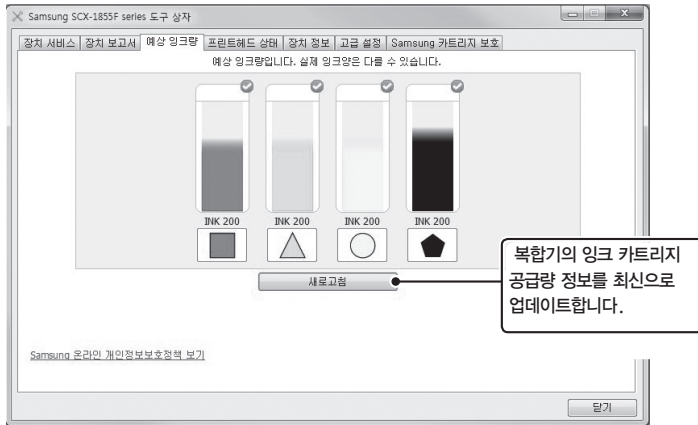 Samsung SCX-1855F series 도구 상자
장치 서비스 장치 보고서 예상 잉크량 프린트헤드 상태 장치 정보 고급 설정 Samsung 카트리지 보호
예상 잉크량입니다. 실제 잉크양은 다를 수 있습니다.
INK 200 INK 200 INK 200 INK 200
새로고침
복합기의 잉크 카트리지
공급량 정보를 최신으로
업데이트합니다.
Samsung 온라인 개인정보보호정책 보기
닫기